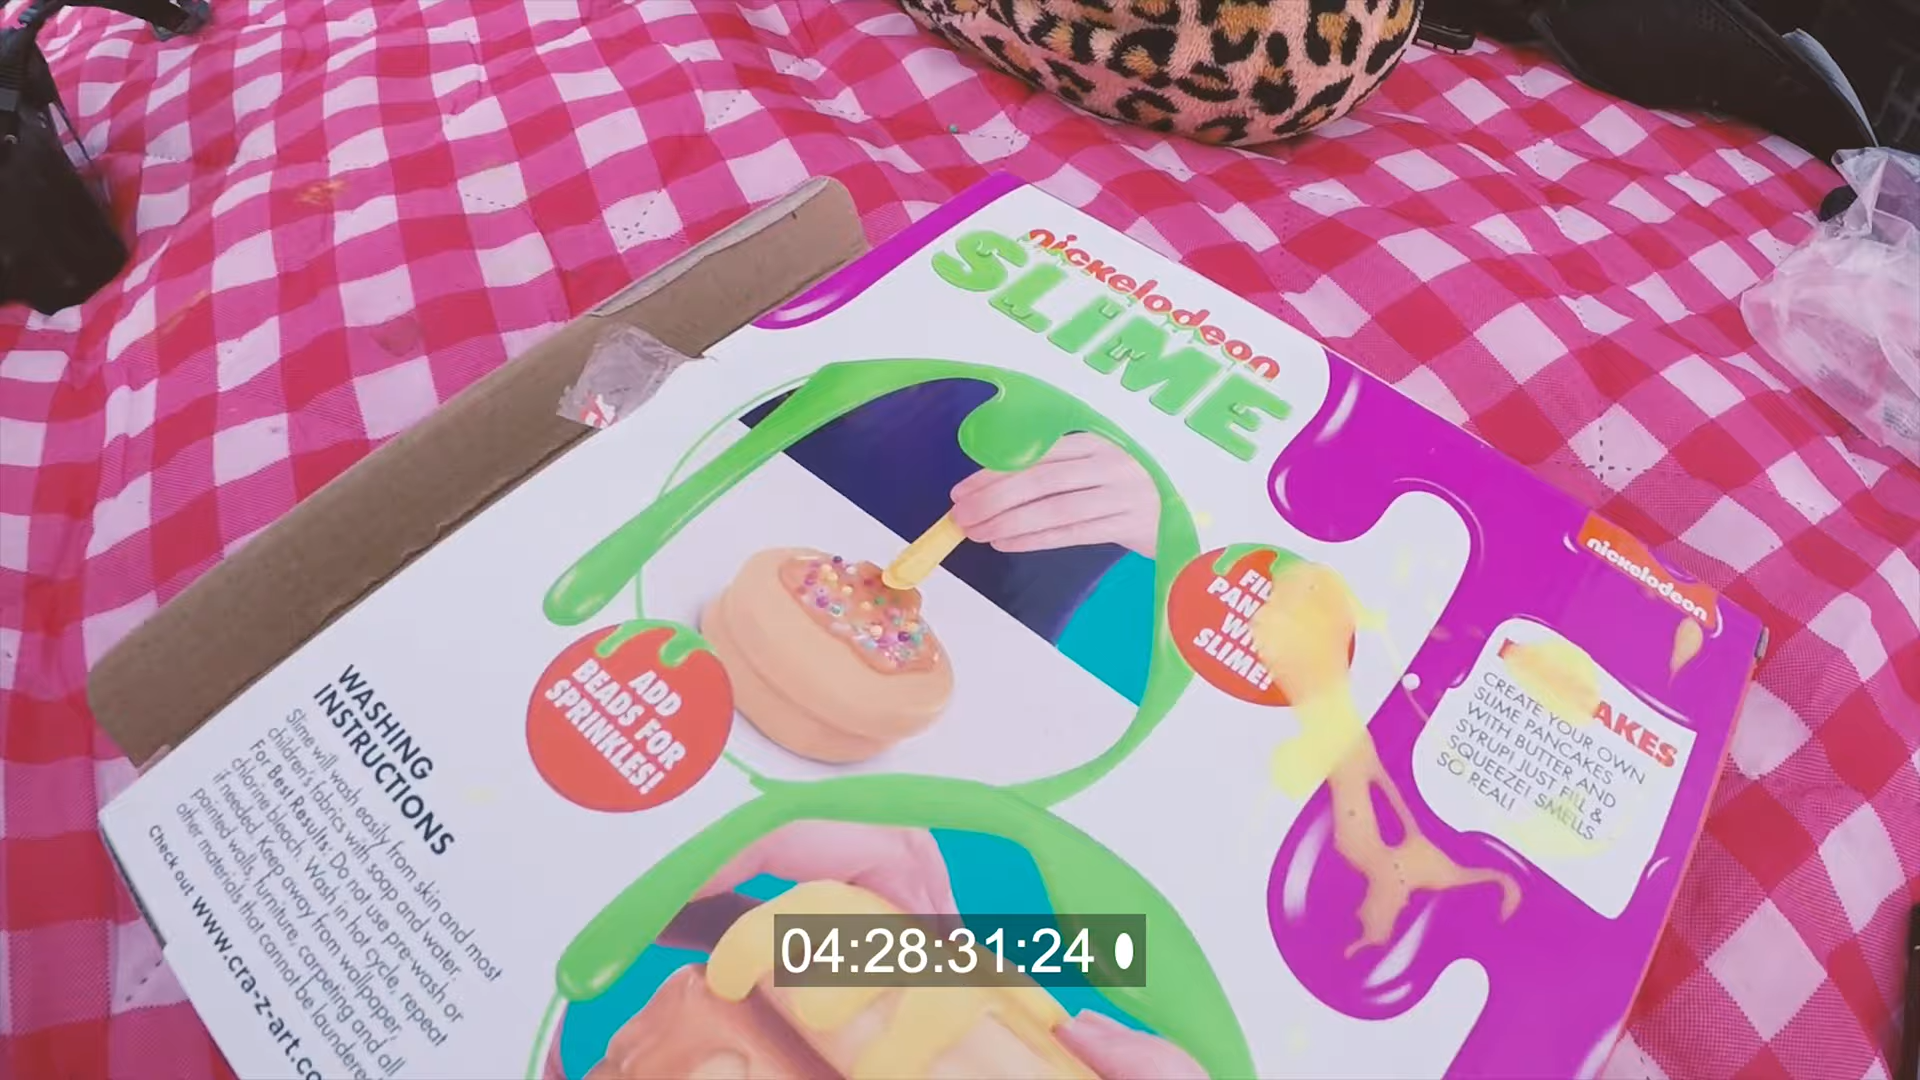 nickelodeon
SLIME
nickelodeon
FILL
PAN WITH
SLIME!
AKES
CREATE YOUR OWN
SLIME PANCAKES
WITH BUTTER AND
SYRUP! JUST FILL &
SQUEEZE! SMELLS
SO REAL!
ADD
BEADS FOR
SPRINKLES!
WASHING
INSTRUCTIONS
Slime will wash easily from skin and most
children's fabrics with soap and water.
For Best Results: Do not use pre-wash or
chlorine bleach. Wash in hot cycle, repeat
if needed. Keep away from wallpaper,
painted walls, furniture, carpeting and all
other materials that cannot be laundered.
Check out www.cra-z-art.co
04:28:31:24